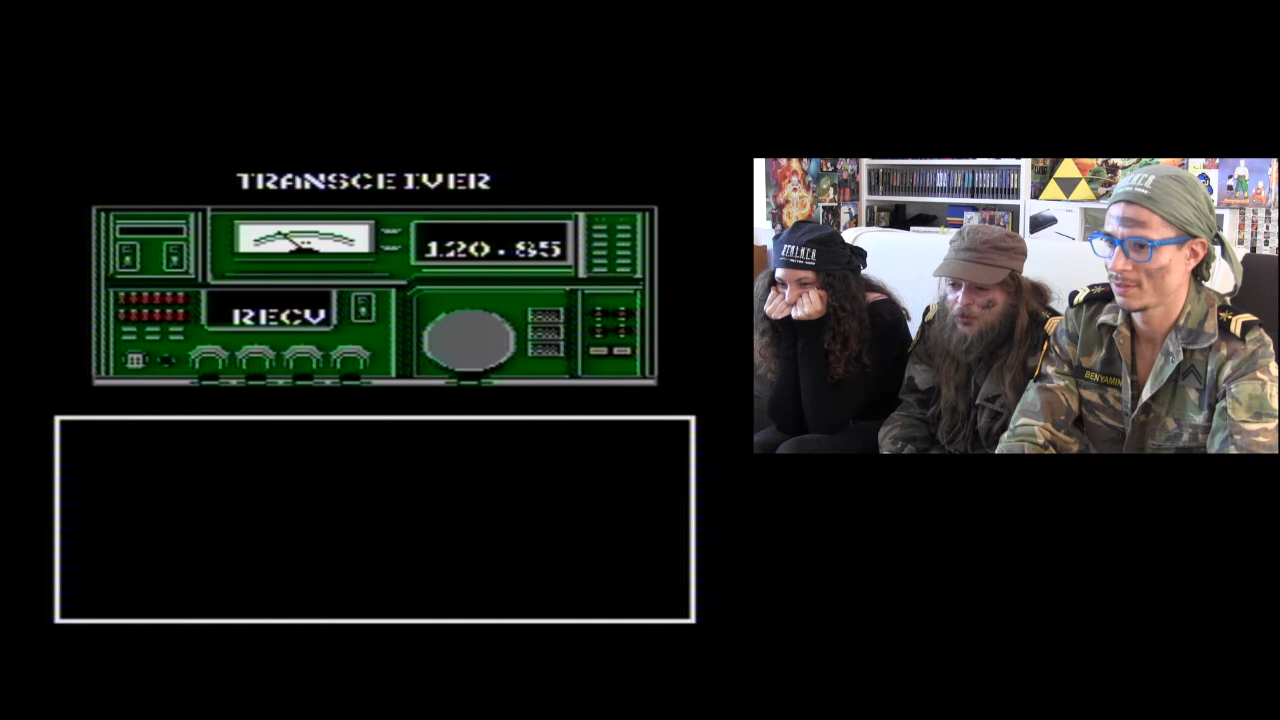 TRANSCEIVER
120.85
RECV
S.T.A.L.K.E.R.
BENYAMIN